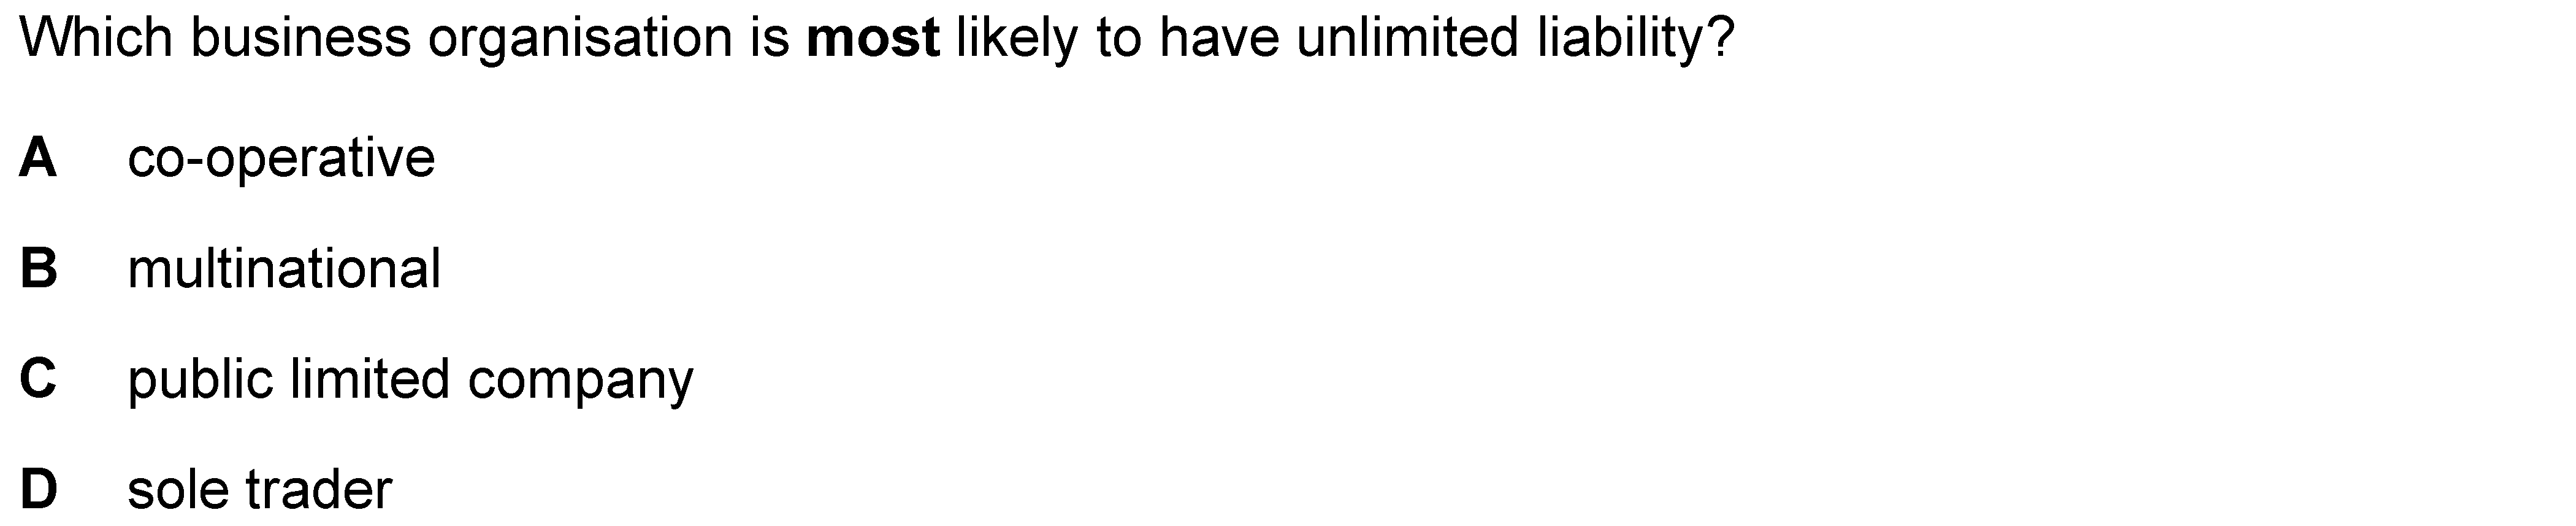 Which business organisation is most likely to have unlimited liability?
A co-operative
B multinational
C public limited company
D sole trader